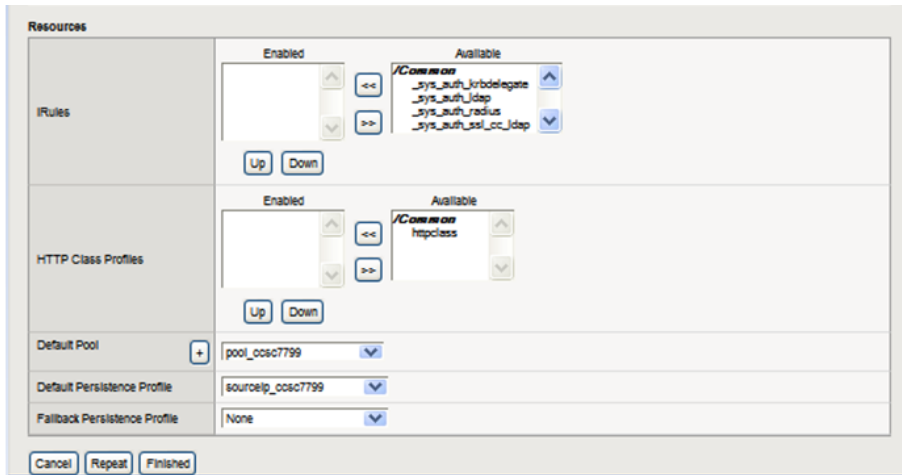 Resources
Enabled
Available
/Common
_sys_auth_krbdelegate
_sys_auth_ldap
_sys_auth_radius
_sys_auth_ssl_cc_ldap
<<
>>
iRules
Up Down
Enabled
Available
/Common
httpclass
<<
>>
HTTP Class Profiles
Up Down
Default Pool + pool_ccsc7799
Default Persistence Profile sourceip_ccsc7799
Fallback Persistence Profile None
Cancel Repeat Finished